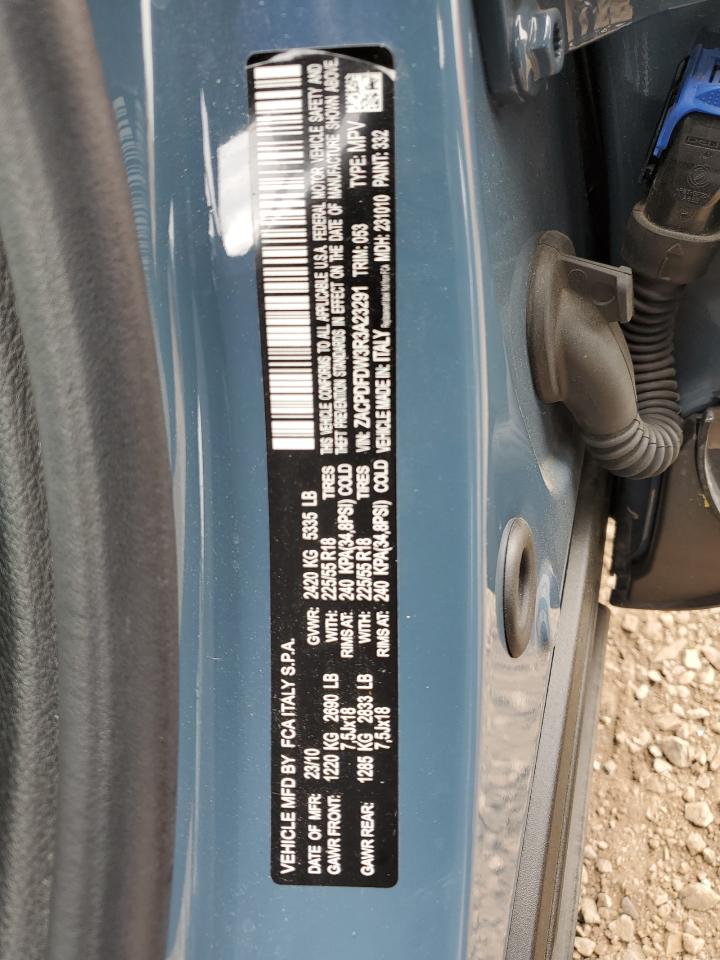 VEHICLE MFD BY FCA ITALY S.P.A.
DATE OF MFR: 23/10 GVWR: 2420 KG 5335 LB
GAWR FRONT: 1220 KG 2690 LB WITH: 225/55 R18 TIRES
7,5Jx18 RIMS AT: 240 KPA(34,8PSI) COLD
GAWR REAR: 1285 KG 2833 LB WITH: 225/55 R18 TIRES
7,5Jx18 RIMS AT: 240 KPA(34,8PSI) COLD
THIS VEHICLE CONFORMS TO ALL APPLICABLE U.S.A. FEDERAL MOTOR VEHICLE SAFETY AND
THEFT PREVENTION STANDARDS IN EFFECT ON THE DATE OF MANUFACTURE SHOWN ABOVE.
VIN: ZACPDFDW3R3A23291 TRIM: 063 TYPE: MPV
VEHICLE MADE IN: ITALY MDH: 231010 PAINT: 332